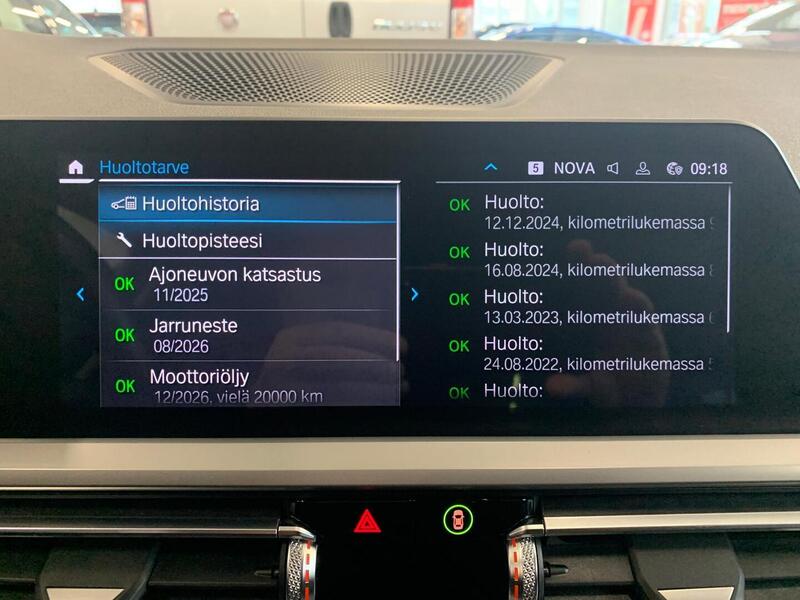 Huoltotarve
5 NOVA 09:18
Huoltohistoria
Huoltopisteesi
OK Ajoneuvon katsastus
11/2025
OK Jarruneste
08/2026
OK Moottoriöljy
12/2026, vielä 20000 km
OK Huolto:
12.12.2024, kilometrilukemassa
OK Huolto:
16.08.2024, kilometrilukemassa
OK Huolto:
13.03.2023, kilometrilukemassa
OK Huolto:
24.08.2022, kilometrilukemassa
OK Huolto: